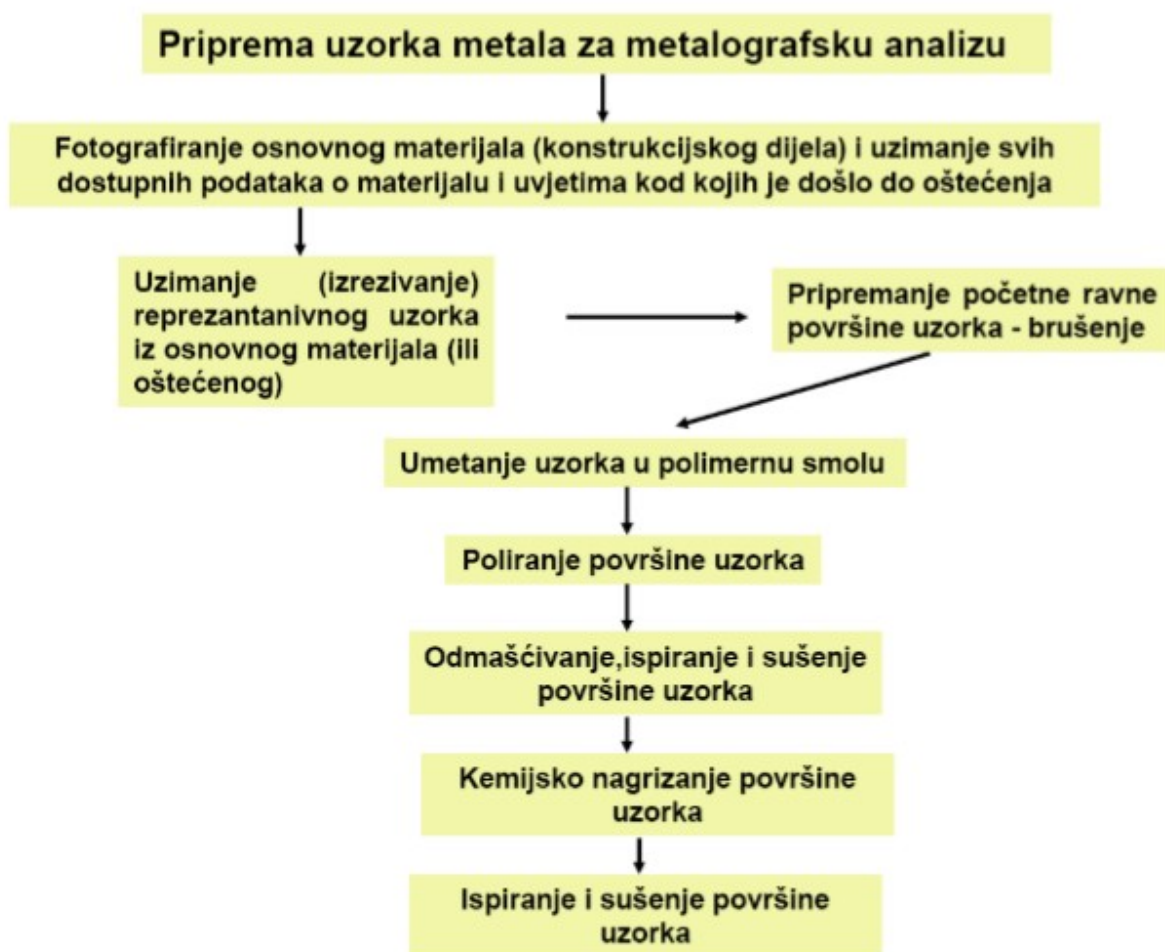 Priprema uzorka metala za metalografsku analizu
Fotografiranje osnovnog materijala (konstrukcijskog dijela) i uzimanje svih
dostupnih podataka o materijalu i uvjetima kod kojih je došlo do oštećenja
Uzimanje (izrezivanje)
reprezantanivnog uzorka
iz osnovnog materijala (ili
oštećenog)
Pripremanje početne ravne
površine uzorka - brušenje
Umetanje uzorka u polimernu smolu
Poliranje površine uzorka
Odmašćivanje,ispiranje i sušenje
površine uzorka
Kemijsko nagrizanje površine
uzorka
Ispiranje i sušenje površine
uzorka